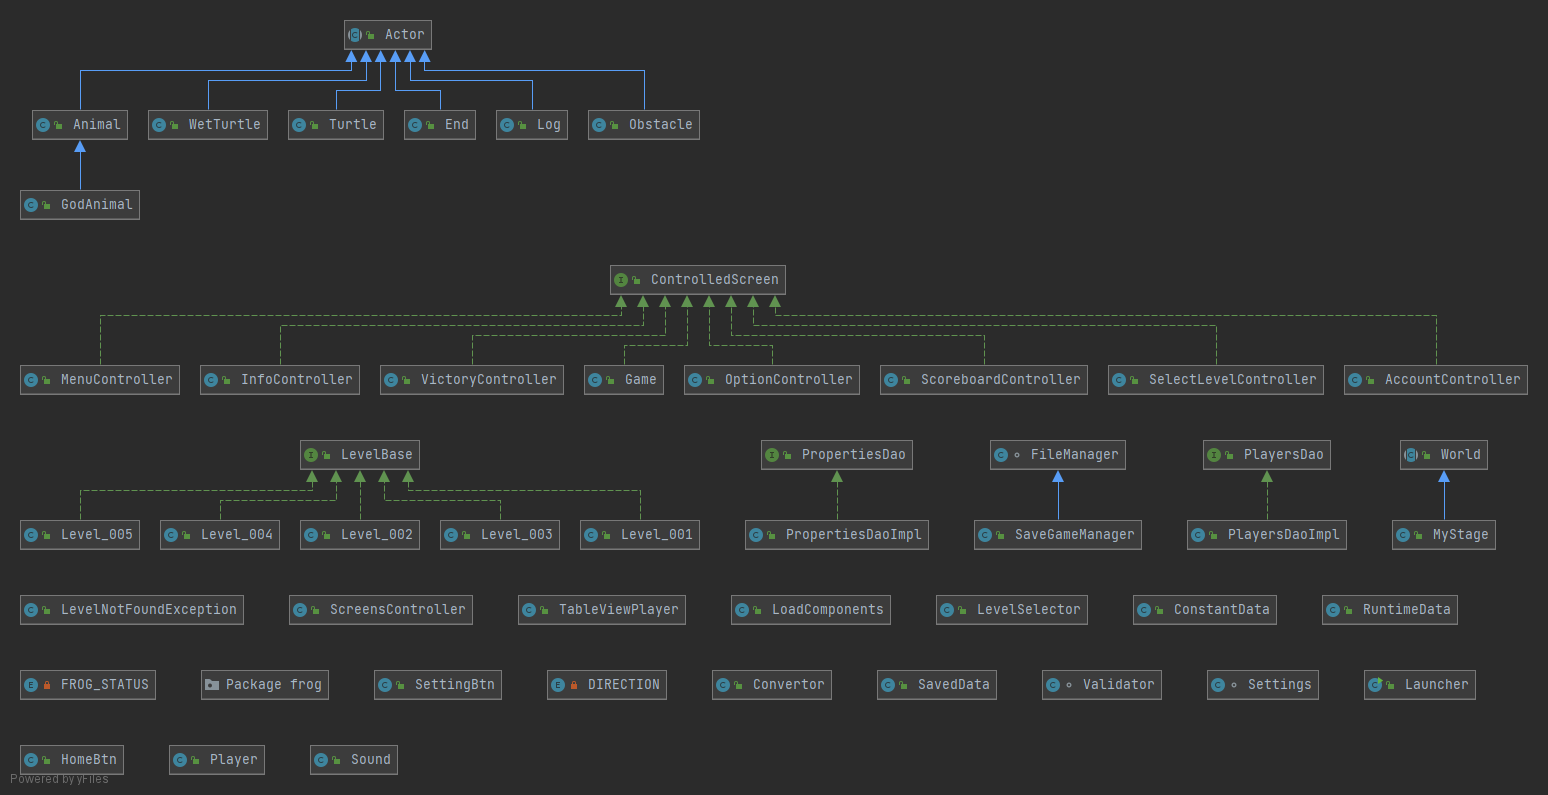 Actor
Animal WetTurtle Turtle End Log Obstacle
GodAnimal
ControlledScreen
MenuController InfoController VictoryController Game OptionController ScoreboardController SelectLevelController AccountController
LevelBase PropertiesDao FileManager PlayersDao World
Level_005 Level_004 Level_002 Level_003 Level_001 PropertiesDaoImpl SaveGameManager PlayersDaoImpl MyStage
LevelNotFoundException ScreensController TableViewPlayer LoadComponents LevelSelector ConstantData RuntimeData
FROG_STATUS Package frog SettingBtn DIRECTION Convertor SavedData Validator Settings Launcher
HomeBtn Player Sound
Powered by yFiles